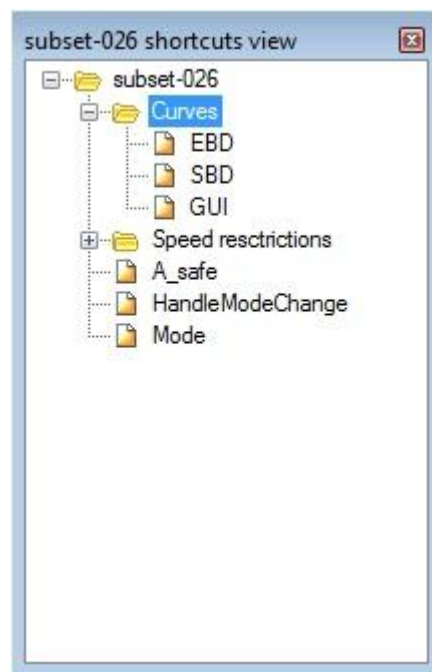 subset-026 shortcuts view
subset-026
Curves
EBD
SBD
GUI
Speed resctrictions
A_safe
HandleModeChange
Mode